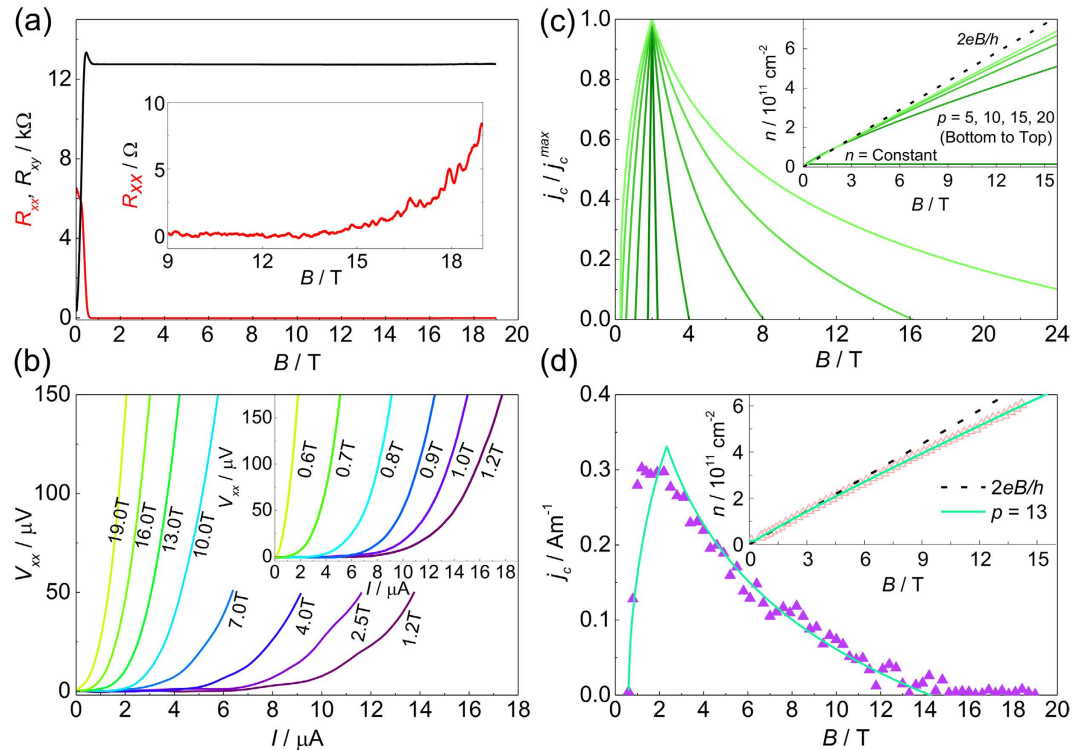 (a)
R_xx, R_xy / kΩ
12
9
6
3
0
0 2 4 6 8 10 12 14 16 18 20
B / T
R_XX / Ω
10
5
0
9 12 15 18
B / T
(b)
V_xx / μV
150
100
50
0
0 2 4 6 8 10 12 14 16 18
I / μA
19.0T
16.0T
13.0T
10.0T
7.0T
4.0T
2.5T
1.2T
V_xx / μV
150
100
50
0
0 2 4 6 8 10 12 14 16 18
I / μA
0.6T
0.7T
0.8T
0.9T
1.0T
1.2T
(c)
j_c / j_c^max
1.0
0.8
0.6
0.4
0.2
0.0
0 4 8 12 16 20 24
B / T
n / 10^11 cm^-2
6
4
2
0
0 3 6 9 12 15
B / T
2eB/h
p = 5, 10, 15, 20
(Bottom to Top)
n = Constant
(d)
j_c / Am^-1
0.4
0.3
0.2
0.1
0.0
0 2 4 6 8 10 12 14 16 18 20
B / T
n / 10^11 cm^-2
6
4
2
0
0 3 6 9 12 15
B / T
2eB/h
p = 13